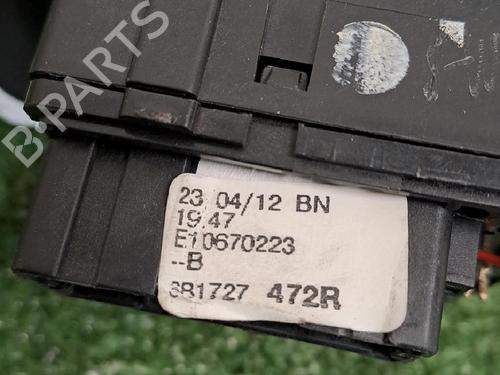 B-PARTS
23 04/12 BN
19.47
E10670223
--B
681727 472R